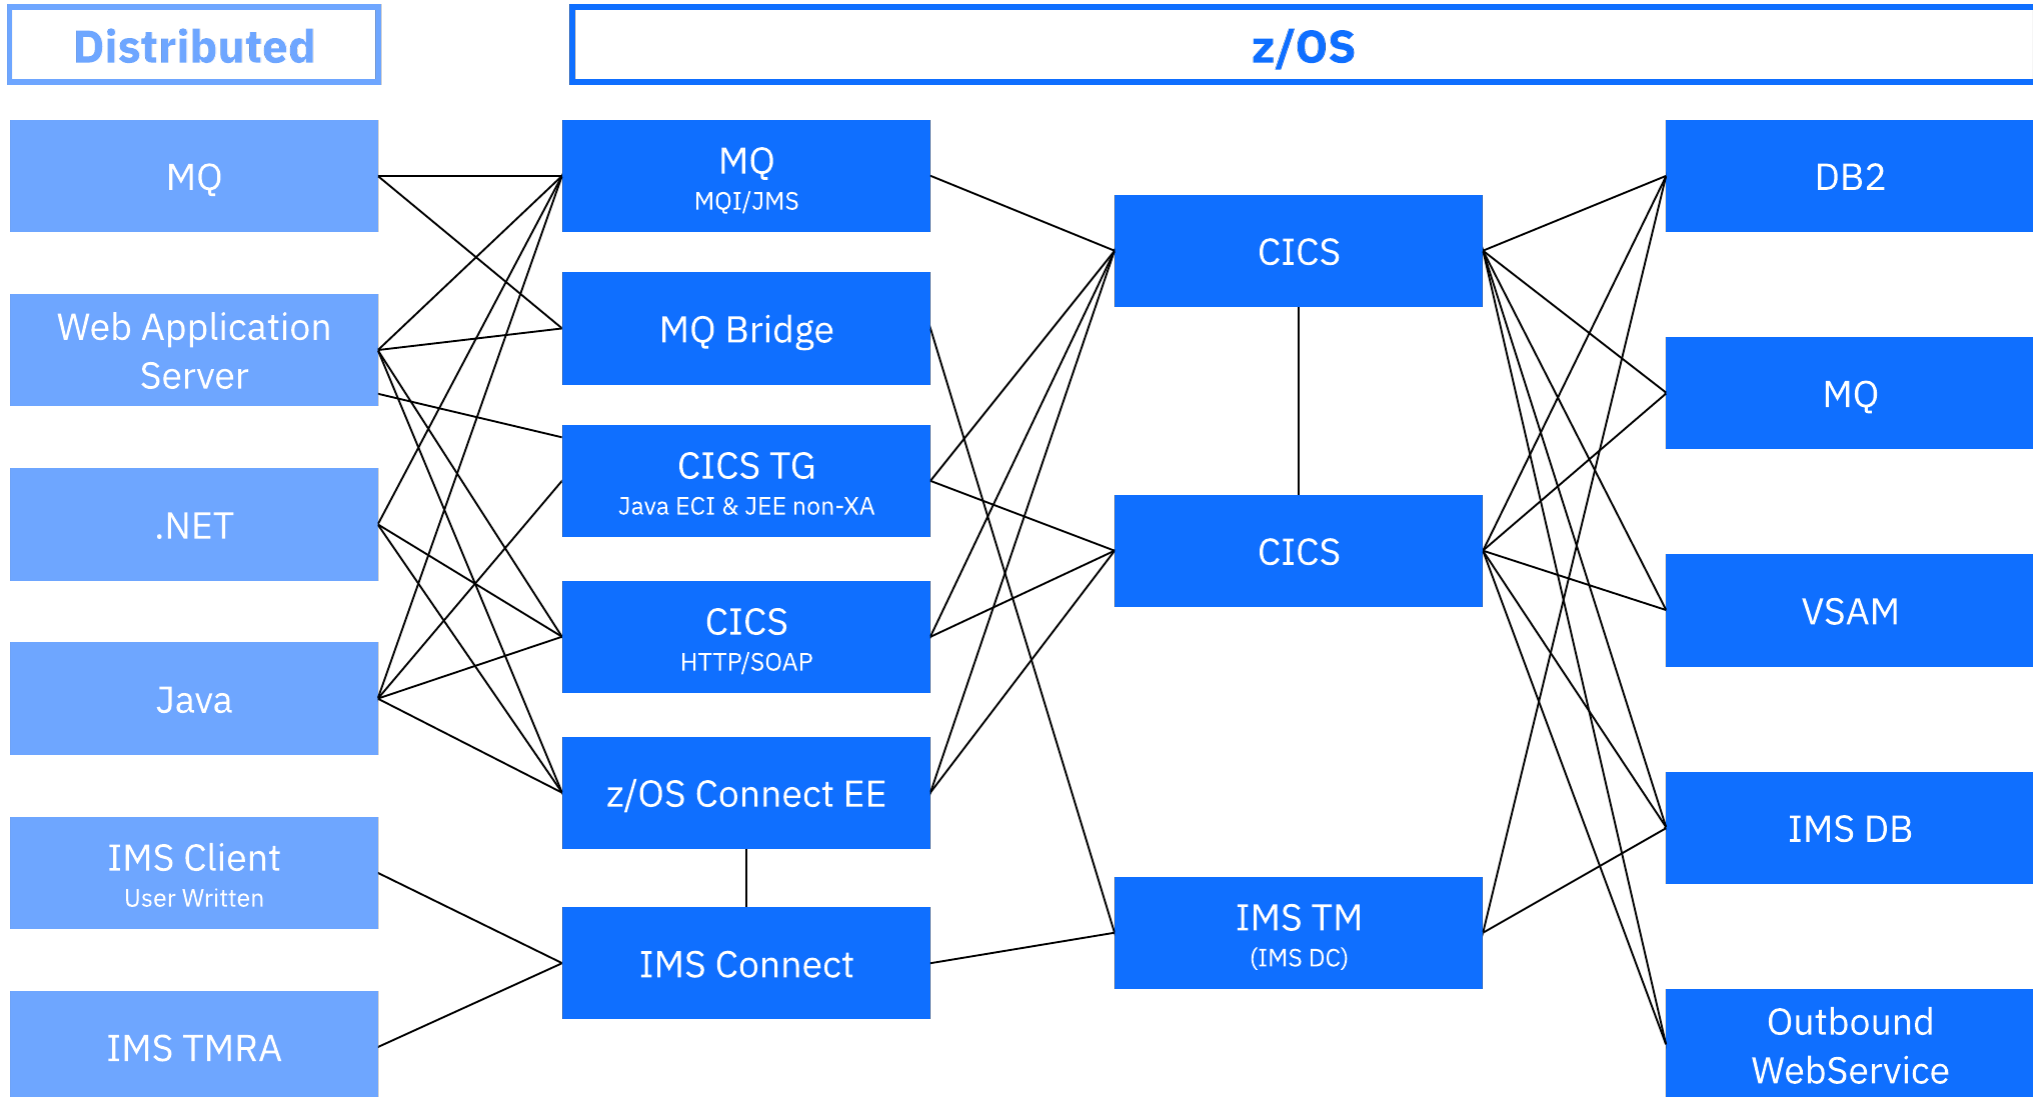 Distributed
z/OS
MQ
Web Application
Server
.NET
Java
IMS Client
User Written
IMS TMRA
MQ
MQI/JMS
MQ Bridge
CICS TG
Java ECI & JEE non-XA
CICS
HTTP/SOAP
z/OS Connect EE
IMS Connect
CICS
CICS
IMS TM
(IMS DC)
DB2
MQ
VSAM
IMS DB
Outbound
WebService